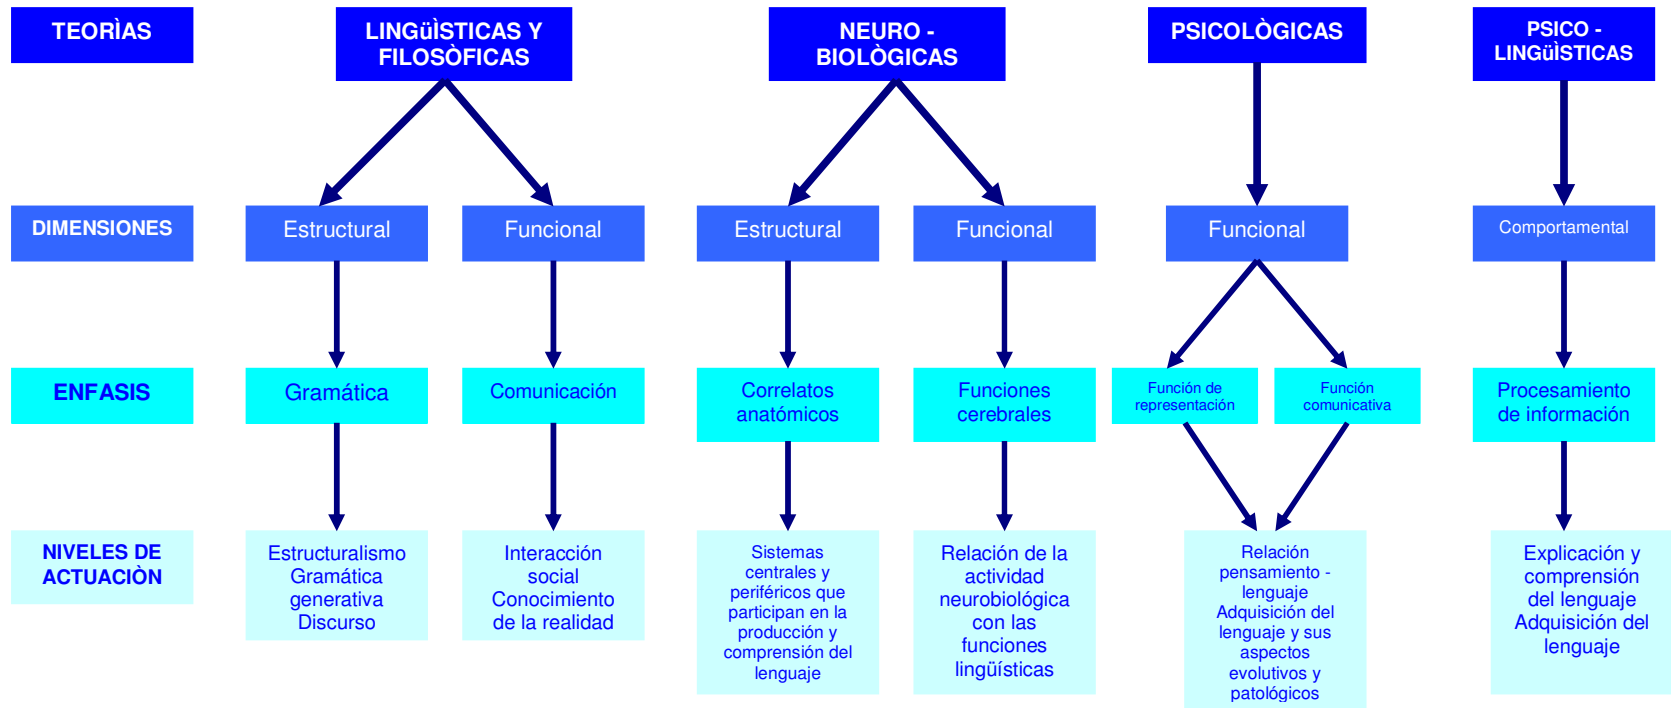 TEORÌAS
LINGüÌSTICAS Y
FILOSÒFICAS
NEURO -
BIOLÒGICAS
PSICOLÒGICAS
PSICO -
LINGüÌSTICAS
DIMENSIONES
Estructural
Funcional
Estructural
Funcional
Funcional
Comportamental
ENFASIS
Gramática
Comunicación
Correlatos
anatómicos
Funciones
cerebrales
Función de
representación
Función
comunicativa
Procesamiento
de información
NIVELES DE
ACTUACIÒN
Estructuralismo
Gramática
generativa
Discurso
Interacción
social
Conocimiento
de la realidad
Sistemas
centrales y
periféricos que
participan en la
producción y
comprensión del
lenguaje
Relación de la
actividad
neurobiológica
con las
funciones
lingüísticas
Relación
pensamiento -
lenguaje
Adquisición del
lenguaje y sus
aspectos
evolutivos y
patológicos
Explicación y
comprensión
del lenguaje
Adquisición del
lenguaje